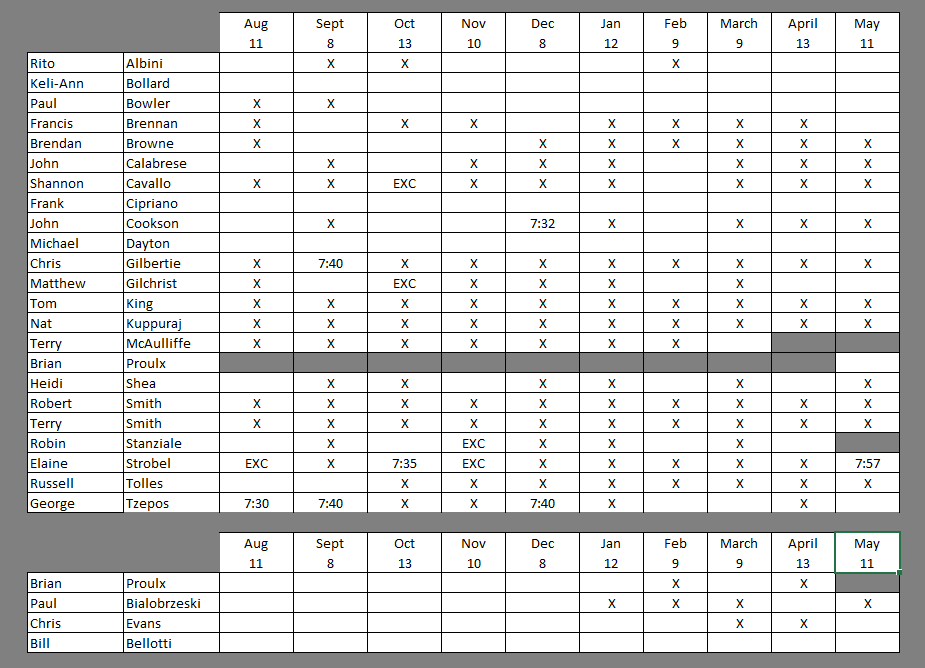 Aug Sept Oct Nov Dec Jan Feb March April May
11 8 13 10 8 12 9 9 13 11
Rito Albini X X X
Keli-Ann Bollard
Paul Bowler X X
Francis Brennan X X X X X X X
Brendan Browne X X X X X X X
John Calabrese X X X X X X X
Shannon Cavallo X X EXC X X X X X X
Frank Cipriano
John Cookson X 7:32 X X X X
Michael Dayton
Chris Gilbertie X 7:40 X X X X X X X X
Matthew Gilchrist X EXC X X X X
Tom King X X X X X X X X X X
Nat Kuppuraj X X X X X X X X X X
Terry McAulliffe X X X X X X X
Brian Proulx
Heidi Shea X X X X X X
Robert Smith X X X X X X X X X X
Terry Smith X X X X X X X X X X
Robin Stanziale X EXC X X X
Elaine Strobel EXC X 7:35 EXC X X X X X 7:57
Russell Tolles X X X X X X X X
George Tzepos 7:30 7:40 X X 7:40 X X
Aug Sept Oct Nov Dec Jan Feb March April May
11 8 13 10 8 12 9 9 13 11
Brian Proulx X X
Paul Bialobrzeski X X X X
Chris Evans X X
Bill Bellotti